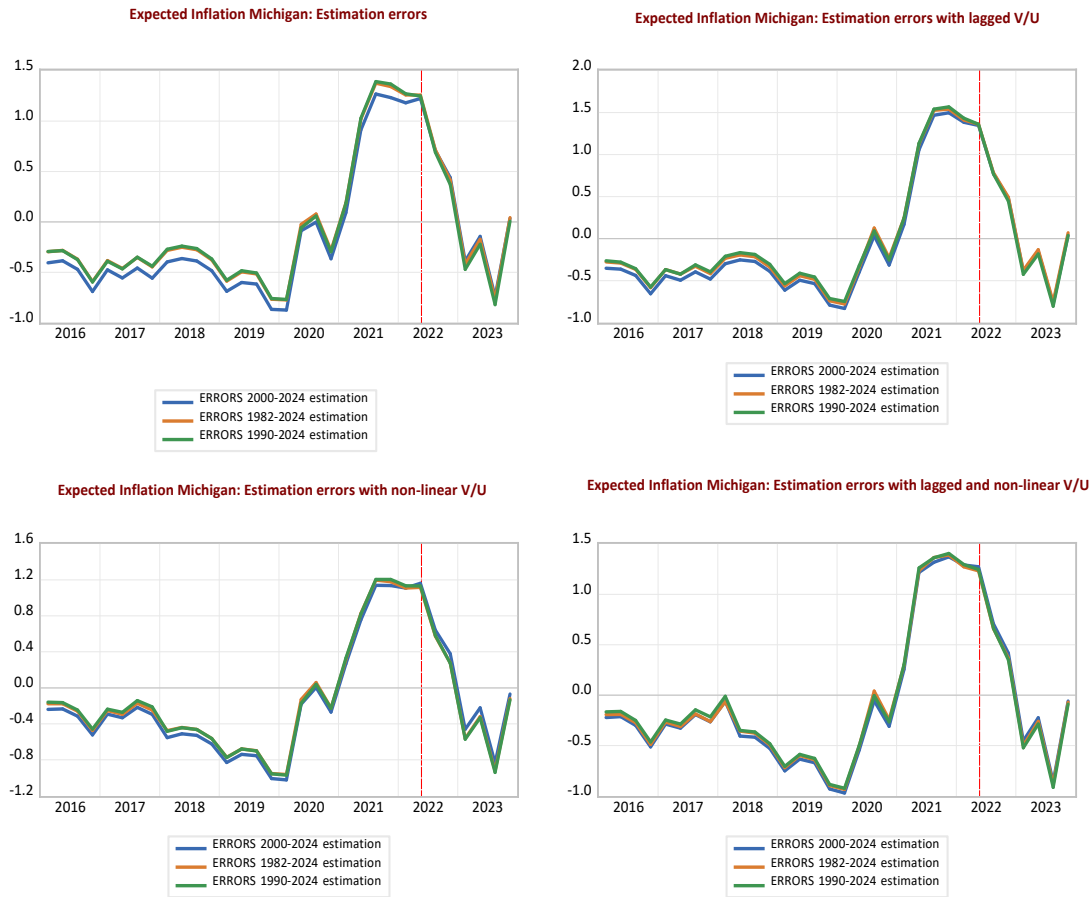 Expected Inflation Michigan: Estimation errors
1.5
1.0
0.5
0.0
-0.5
-1.0
2016 2017 2018 2019 2020 2021 2022 2023
ERRORS 2000-2024 estimation
ERRORS 1982-2024 estimation
ERRORS 1990-2024 estimation
Expected Inflation Michigan: Estimation errors with lagged V/U
2.0
1.5
1.0
0.5
0.0
-0.5
-1.0
2016 2017 2018 2019 2020 2021 2022 2023
ERRORS 2000-2024 estimation
ERRORS 1982-2024 estimation
ERRORS 1990-2024 estimation
Expected Inflation Michigan: Estimation errors with non-linear V/U
1.6
1.2
0.8
0.4
0.0
-0.4
-0.8
-1.2
2016 2017 2018 2019 2020 2021 2022 2023
ERRORS 2000-2024 estimation
ERRORS 1982-2024 estimation
ERRORS 1990-2024 estimation
Expected Inflation Michigan: Estimation errors with lagged and non-linear V/U
1.5
1.0
0.5
0.0
-0.5
-1.0
2016 2017 2018 2019 2020 2021 2022 2023
ERRORS 2000-2024 estimation
ERRORS 1982-2024 estimation
ERRORS 1990-2024 estimation